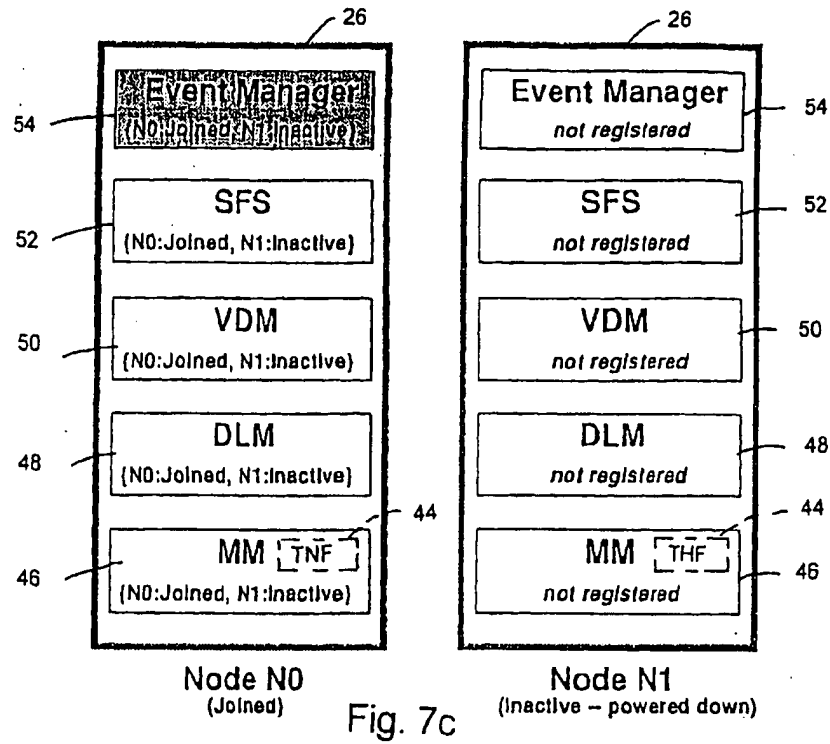 26
26
Event Manager
{N0:Joined, N1:Inactive}
54
Event Manager
not registered
54
SFS
{N0:Joined, N1:Inactive}
52
SFS
not registered
52
VDM
{N0:Joined, N1:Inactive}
50
VDM
not registered
50
DLM
{N0:Joined, N1:Inactive}
48
DLM
not registered
48
44
44
MM TNF
{N0:Joined, N1:Inactive}
46
MM THF
not registered
46
Node N0
(Joined)
Node N1
(Inactive – powered down)
Fig. 7c